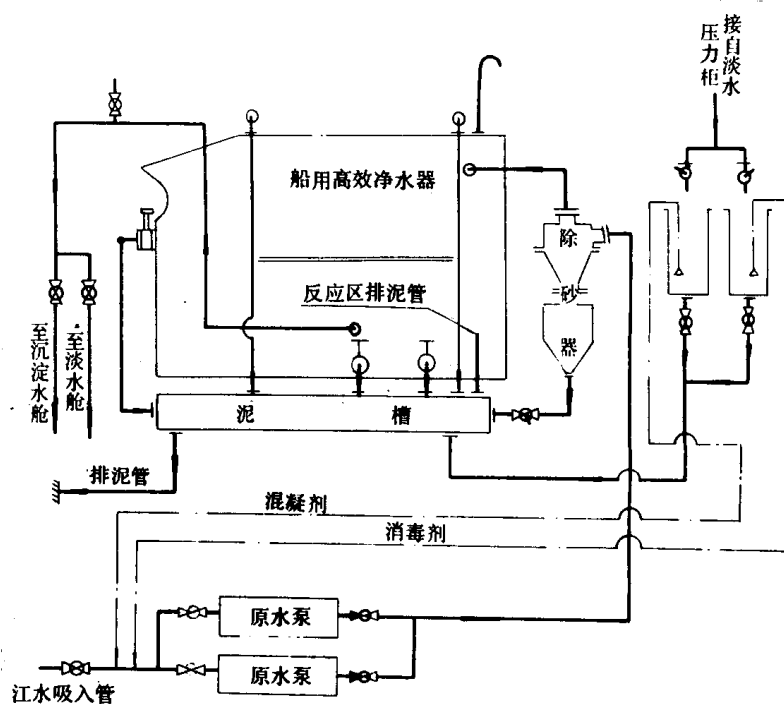 接自淡水
压力柜
船用高效净水器
除
砂
器
反应区排泥管
至沉淀水舱
至淡水舱
泥 槽
排泥管
混凝剂
消毒剂
原水泵
原水泵
江水吸入管